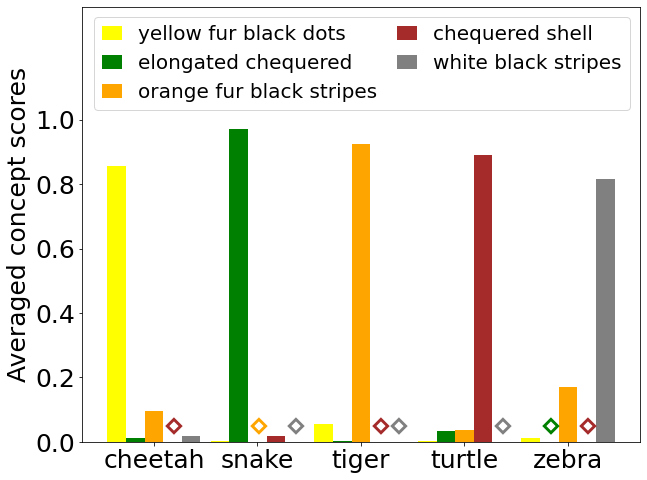 yellow fur black dots
elongated chequered
orange fur black stripes
chequered shell
white black stripes
Averaged concept scores
1.0
0.8
0.6
0.4
0.2
0.0
cheetah snake tiger turtle zebra